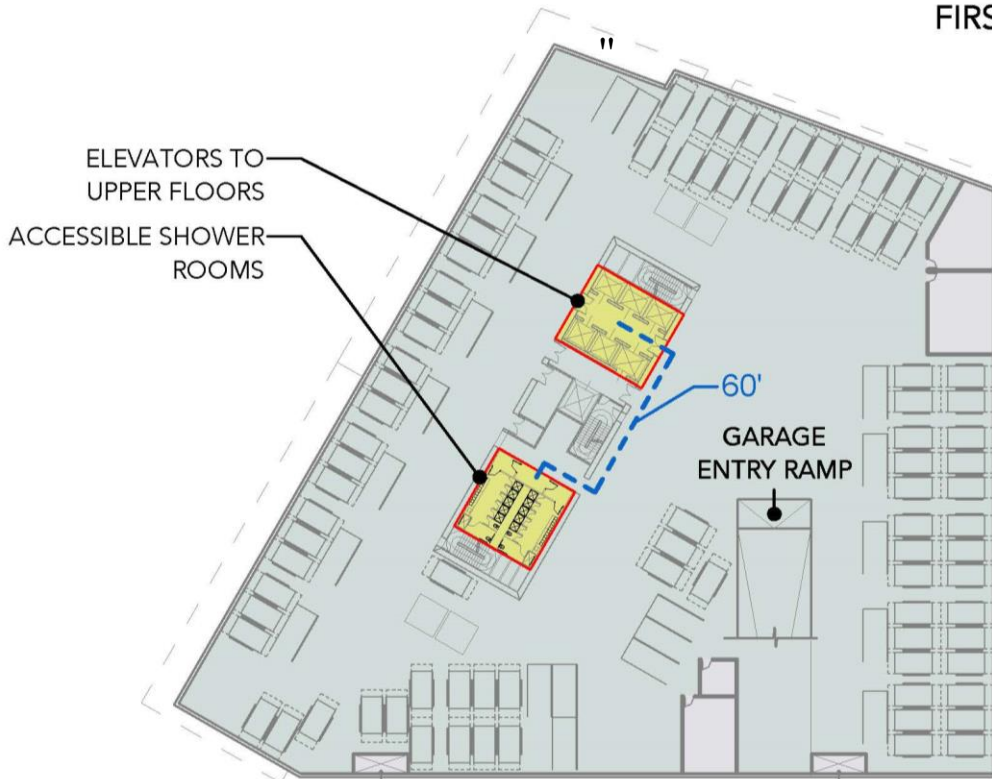 FIRS
"
ELEVATORS TO
UPPER FLOORS
ACCESSIBLE SHOWER
ROOMS
60'
GARAGE
ENTRY RAMP